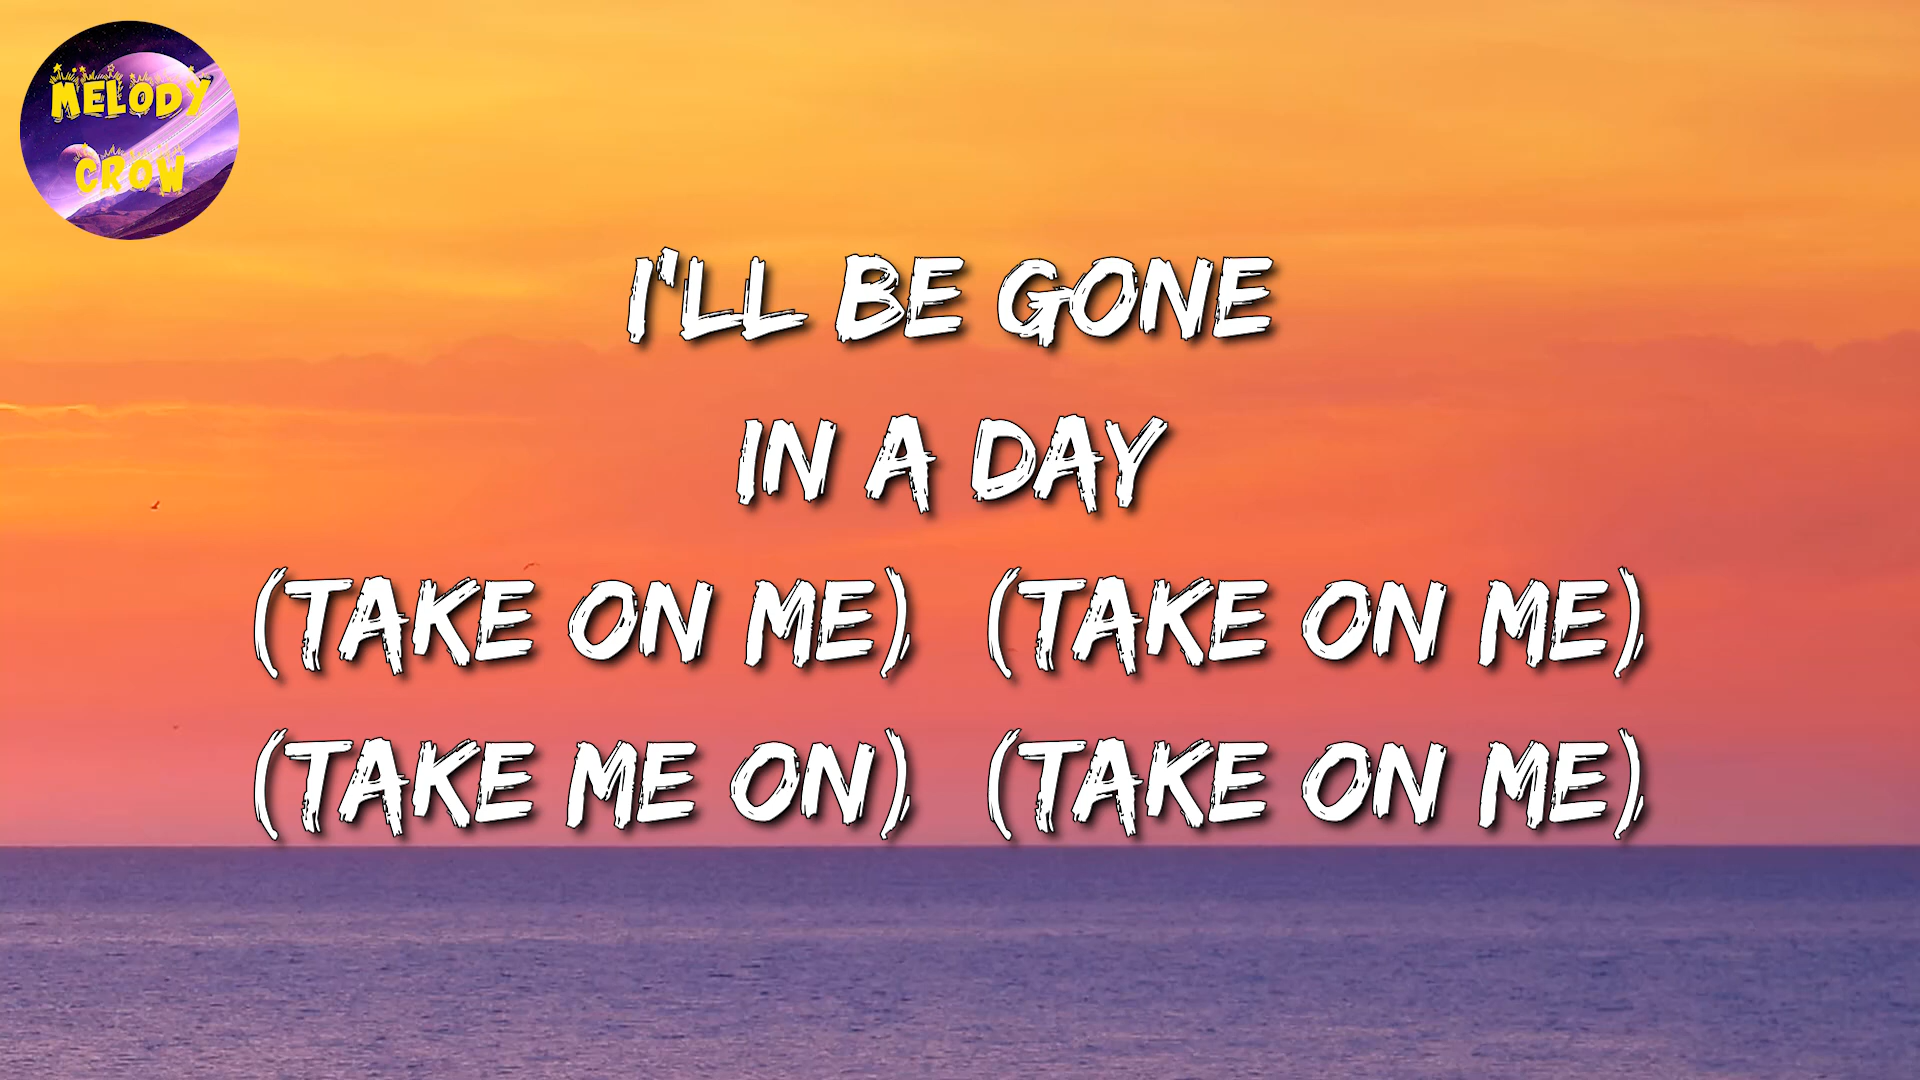 MELODY
CROW
I'LL BE GONE
IN A DAY
(TAKE ON ME) (TAKE ON ME)
(TAKE ME ON) (TAKE ON ME)